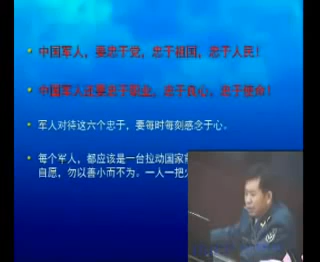 中国军人，要忠于党，忠于祖国，忠于人民！
中国军人还要忠于职业，忠于良心，忠于使命！
军人对待这六个忠于，要每时每刻感念于心。
每个军人，都应该是一台拉动国家前
自愿，勿以善小而不为。一人一把火